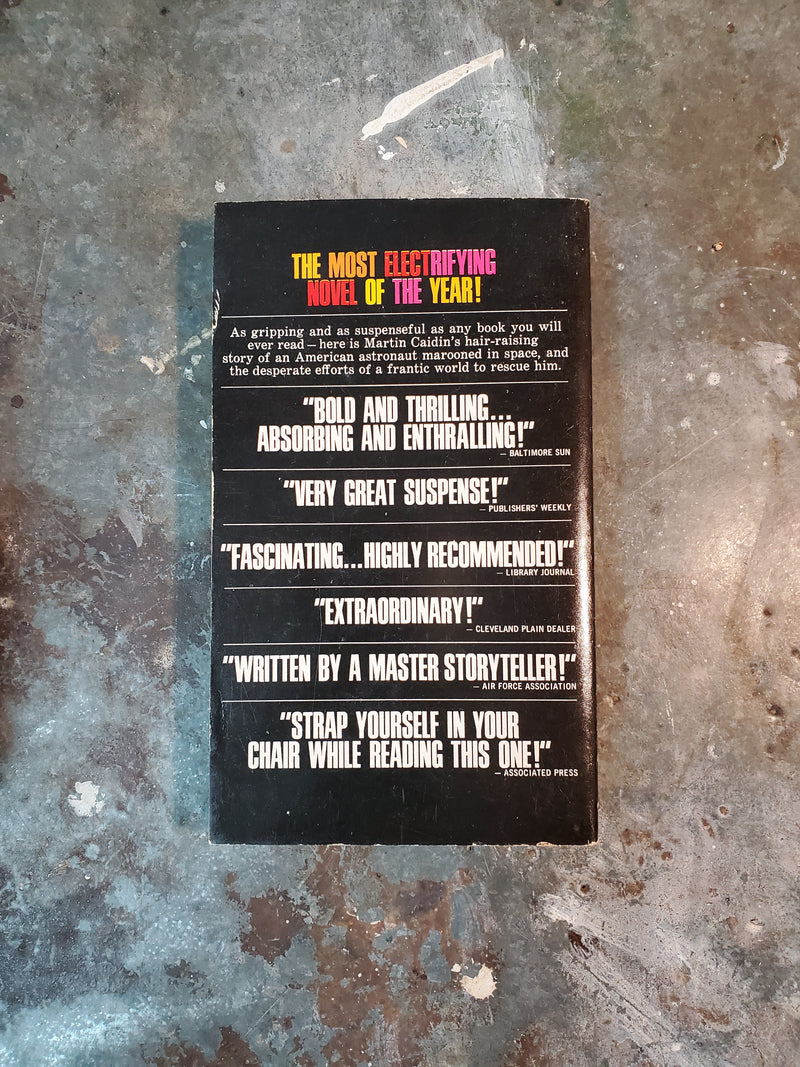 THE MOST ELECTRIFYING
NOVEL OF THE YEAR!
As gripping and as suspenseful as any book you will
ever read — here is Martin Caidin's hair-raising
story of an American astronaut marooned in space, and
the desperate efforts of a frantic world to rescue him.
"BOLD AND THRILLING...
ABSORBING AND ENTHRALLING!"
— BALTIMORE SUN
"VERY GREAT SUSPENSE!"
— PUBLISHERS' WEEKLY
"FASCINATING...HIGHLY RECOMMENDED!"
— LIBRARY JOURNAL
"EXTRAORDINARY!"
— CLEVELAND PLAIN DEALER
"WRITTEN BY A MASTER STORYTELLER!"
— AIR FORCE ASSOCIATION
"STRAP YOURSELF IN YOUR
CHAIR WHILE READING THIS ONE!"
— ASSOCIATED PRESS